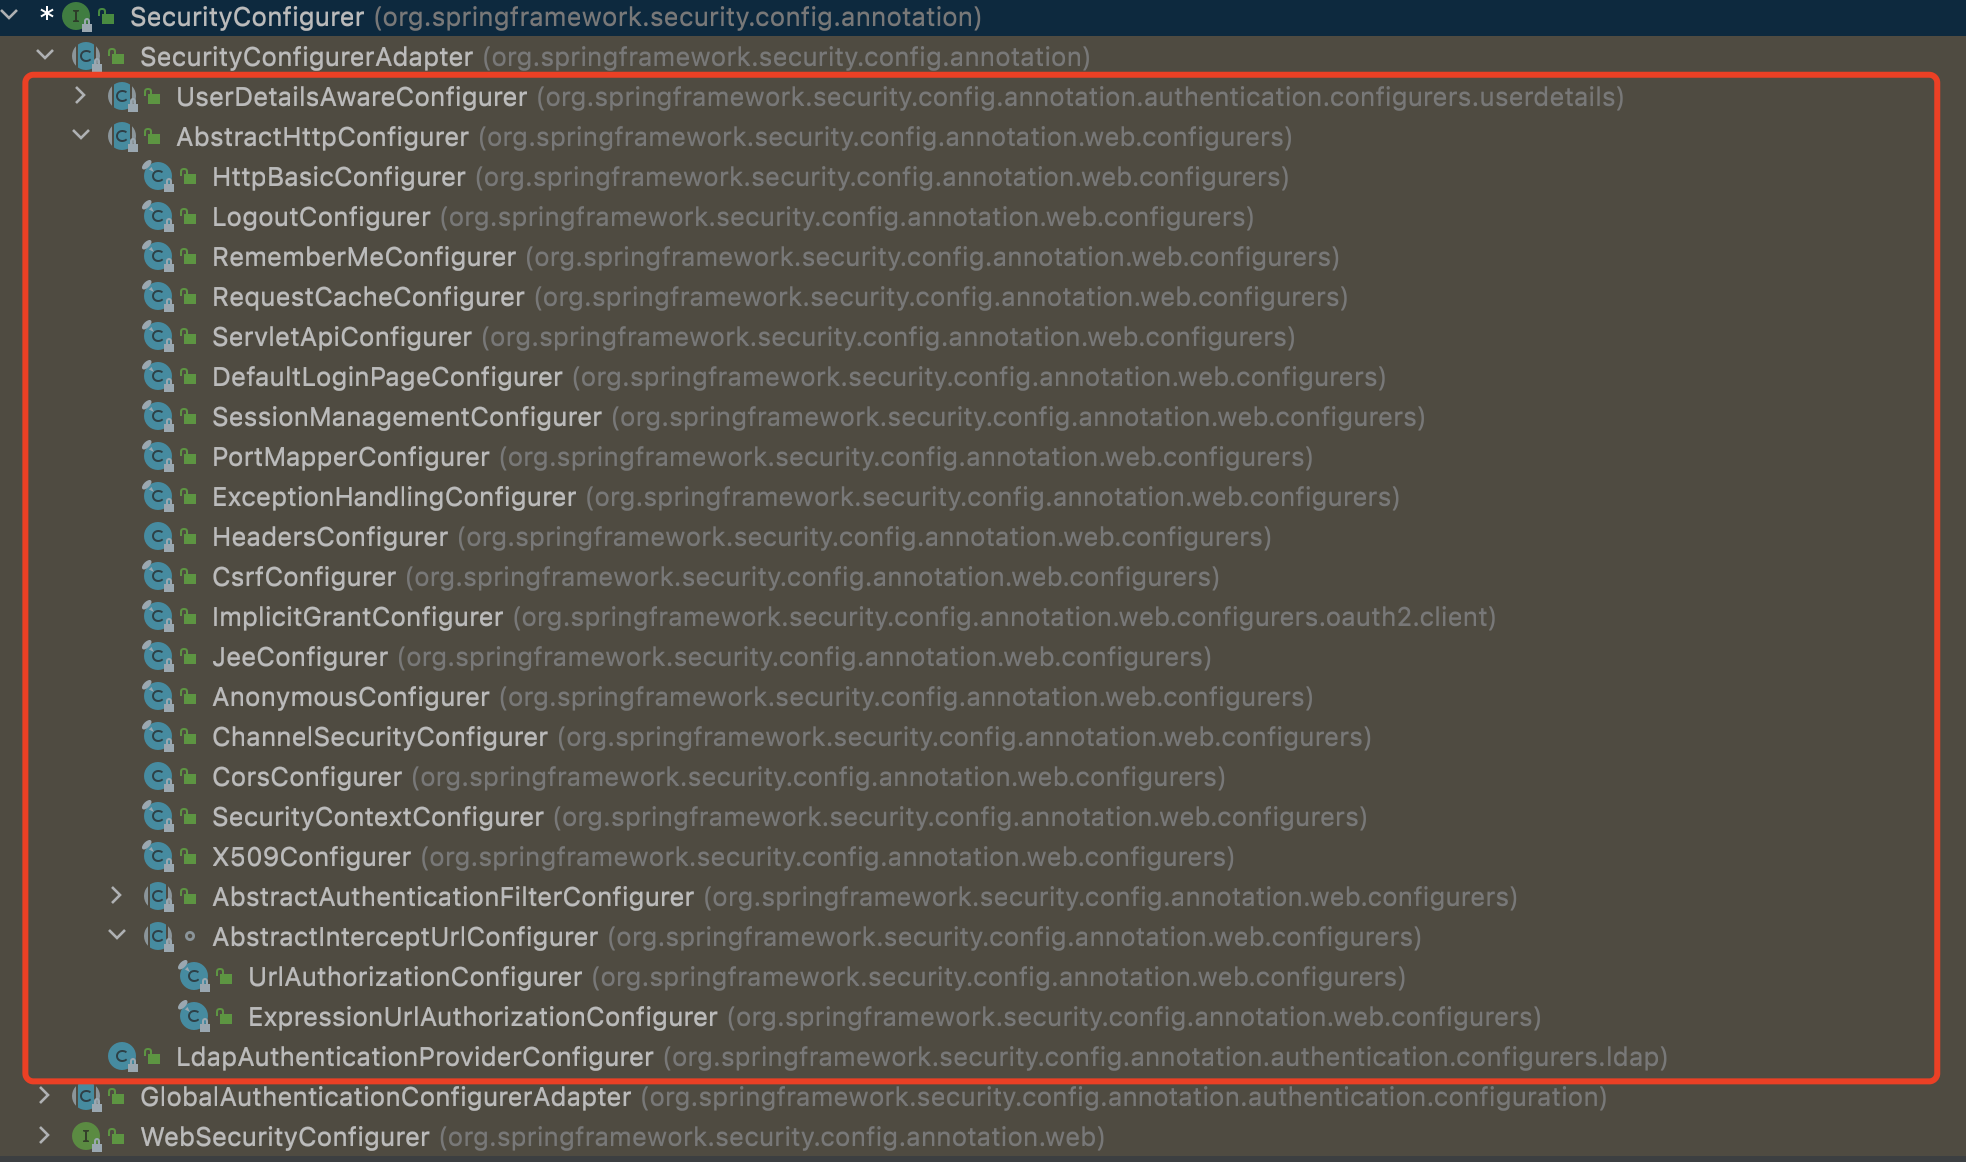 * SecurityConfigurer (org.springframework.security.config.annotation)
SecurityConfigurerAdapter (org.springframework.security.config.annotation)
UserDetailsAwareConfigurer (org.springframework.security.config.annotation.authentication.configurers.userdetails)
AbstractHttpConfigurer (org.springframework.security.config.annotation.web.configurers)
HttpBasicConfigurer (org.springframework.security.config.annotation.web.configurers)
LogoutConfigurer (org.springframework.security.config.annotation.web.configurers)
RememberMeConfigurer (org.springframework.security.config.annotation.web.configurers)
RequestCacheConfigurer (org.springframework.security.config.annotation.web.configurers)
ServletApiConfigurer (org.springframework.security.config.annotation.web.configurers)
DefaultLoginPageConfigurer (org.springframework.security.config.annotation.web.configurers)
SessionManagementConfigurer (org.springframework.security.config.annotation.web.configurers)
PortMapperConfigurer (org.springframework.security.config.annotation.web.configurers)
ExceptionHandlingConfigurer (org.springframework.security.config.annotation.web.configurers)
HeadersConfigurer (org.springframework.security.config.annotation.web.configurers)
CsrfConfigurer (org.springframework.security.config.annotation.web.configurers)
ImplicitGrantConfigurer (org.springframework.security.config.annotation.web.configurers.oauth2.client)
JeeConfigurer (org.springframework.security.config.annotation.web.configurers)
AnonymousConfigurer (org.springframework.security.config.annotation.web.configurers)
ChannelSecurityConfigurer (org.springframework.security.config.annotation.web.configurers)
CorsConfigurer (org.springframework.security.config.annotation.web.configurers)
SecurityContextConfigurer (org.springframework.security.config.annotation.web.configurers)
X509Configurer (org.springframework.security.config.annotation.web.configurers)
AbstractAuthenticationFilterConfigurer (org.springframework.security.config.annotation.web.configurers)
AbstractInterceptUrlConfigurer (org.springframework.security.config.annotation.web.configurers)
UrlAuthorizationConfigurer (org.springframework.security.config.annotation.web.configurers)
ExpressionUrlAuthorizationConfigurer (org.springframework.security.config.annotation.web.configurers)
LdapAuthenticationProviderConfigurer (org.springframework.security.config.annotation.authentication.configurers.ldap)
GlobalAuthenticationConfigurerAdapter (org.springframework.security.config.annotation.authentication.configuration)
WebSecurityConfigurer (org.springframework.security.config.annotation.web)